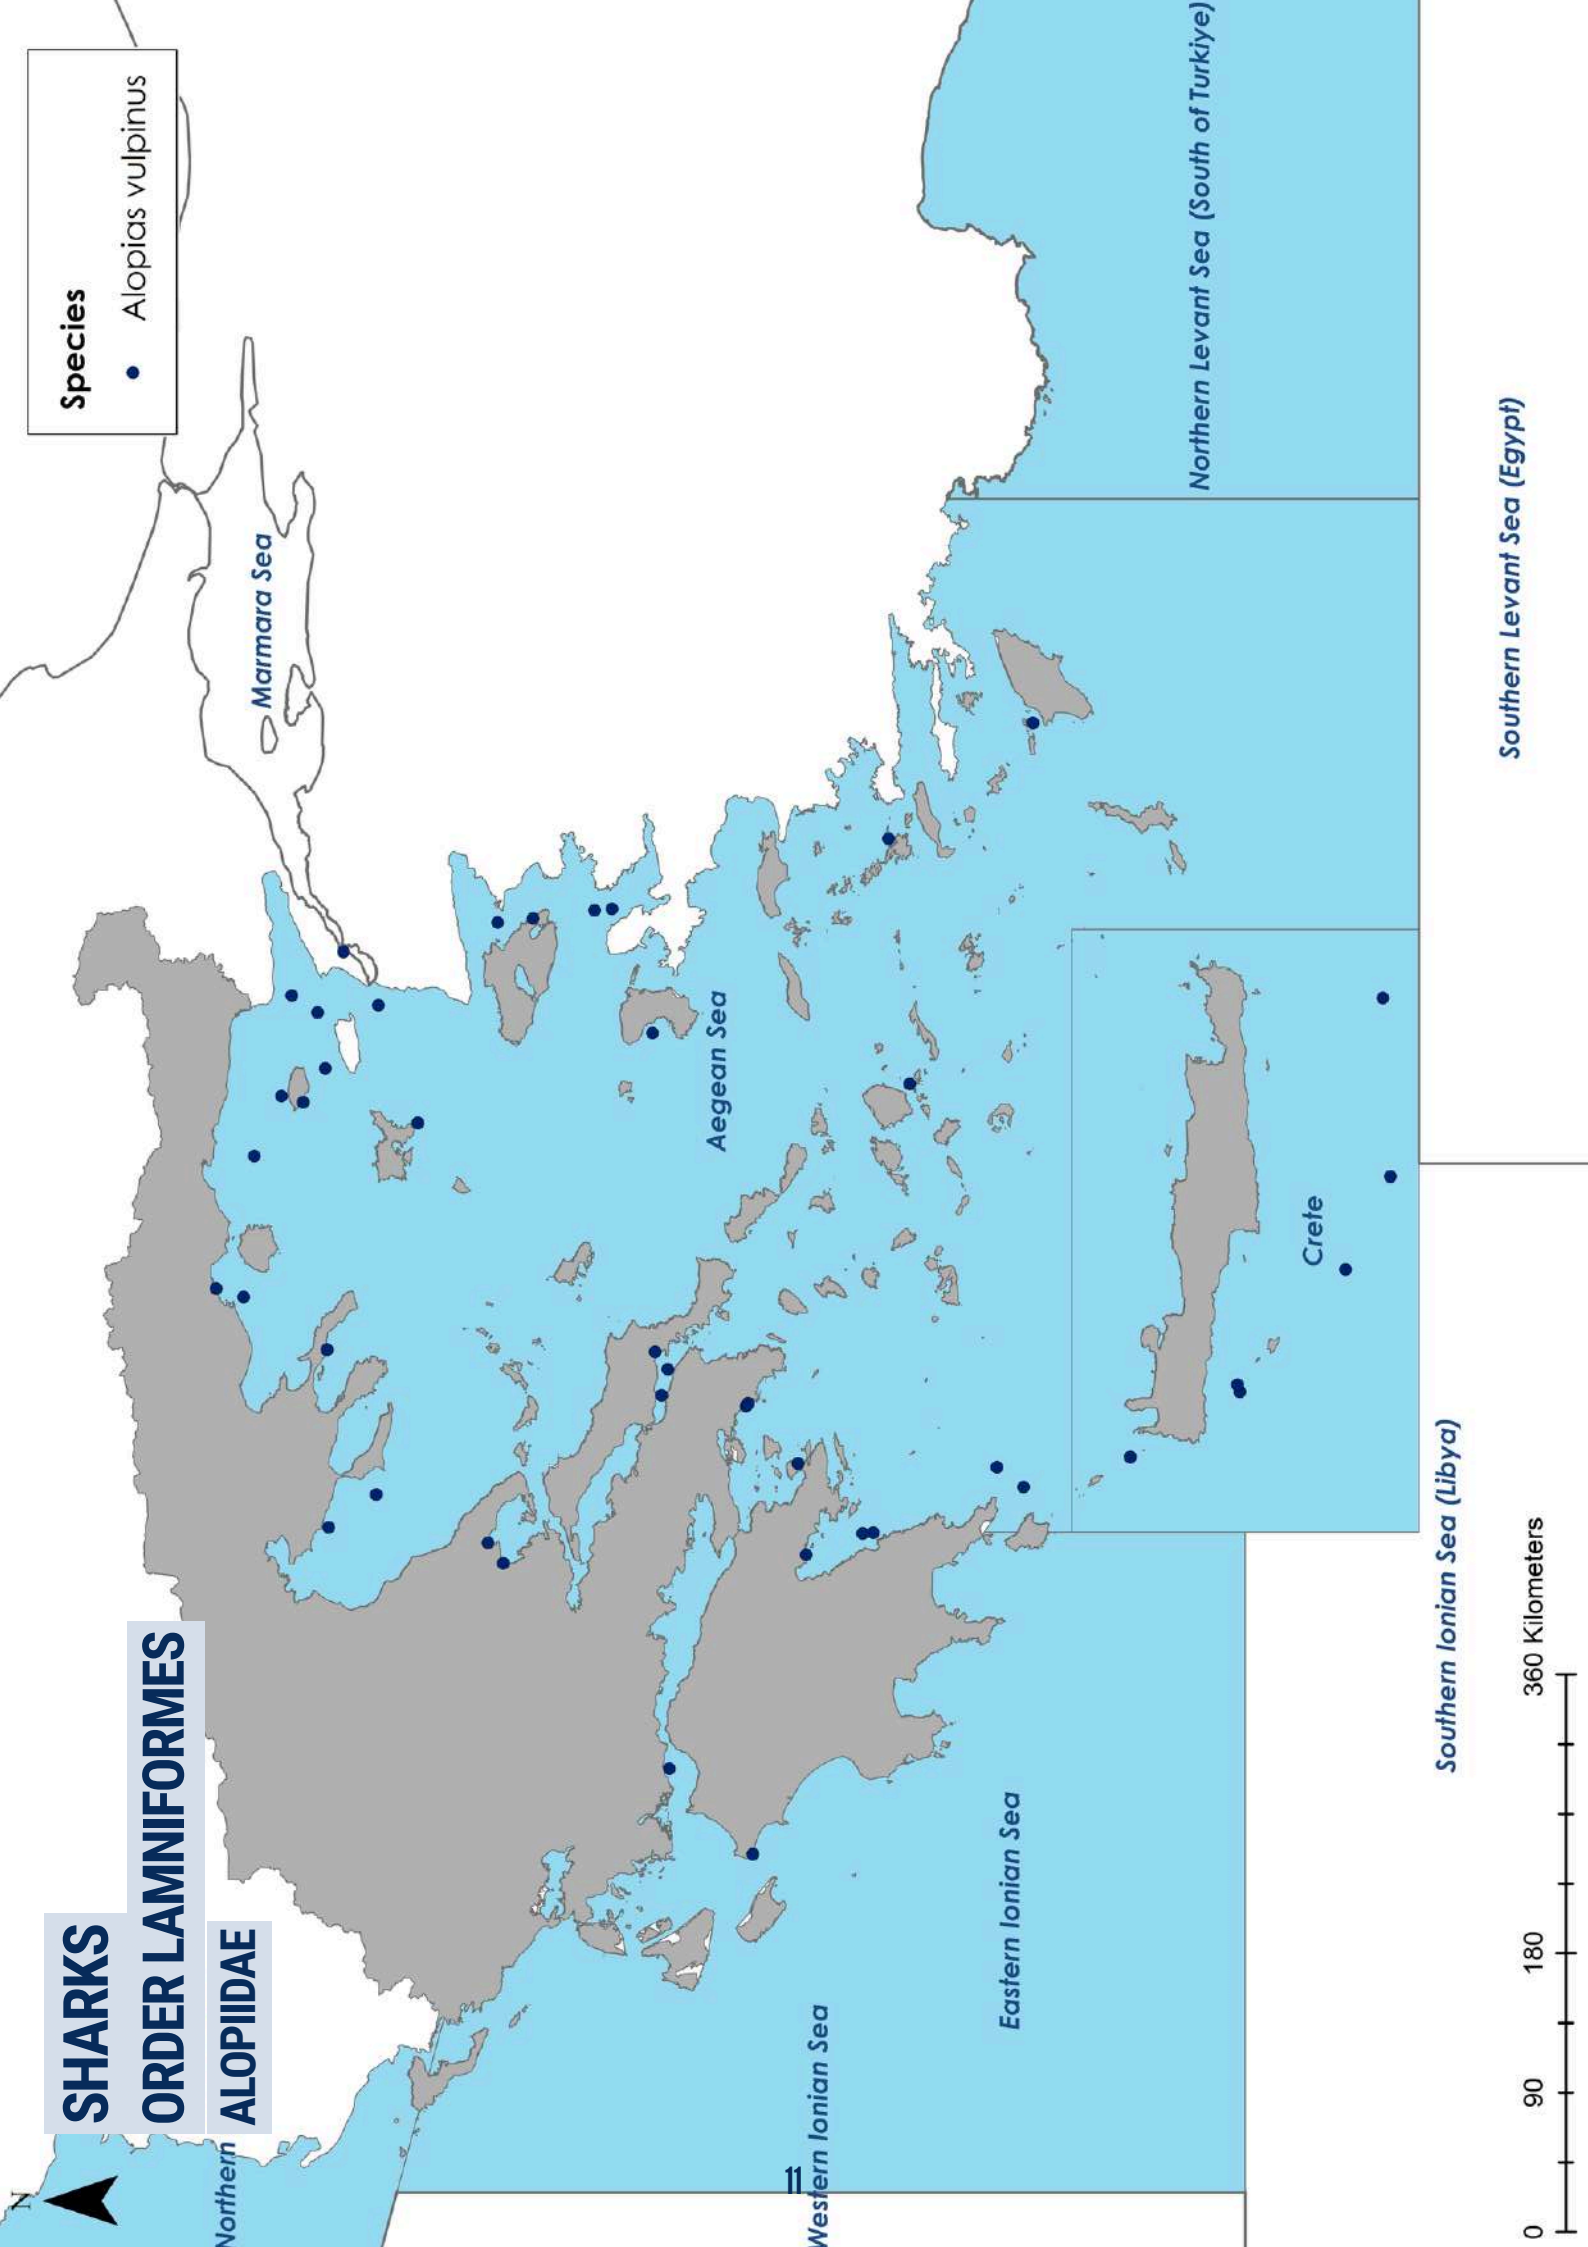 SHARKS
ORDER LAMNIFORMES
ALOPIIDAE
N
Species
Alopias vulpinus
Northern
Marmara Sea
Aegean Sea
Western Ionian Sea
Eastern Ionian Sea
Crete
Northern Levant Sea (South of Turkiye)
Southern Ionian Sea (Libya)
Southern Levant Sea (Egypt)
0 90 180 360 Kilometers
11